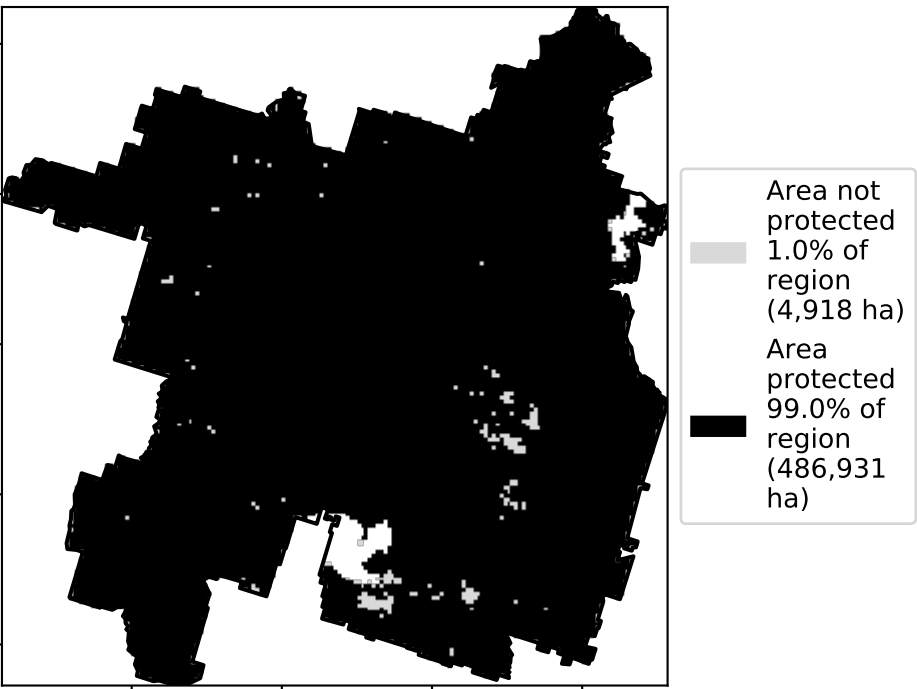 Area not
protected
1.0% of
region
(4,918 ha)
Area
protected
99.0% of
region
(486,931
ha)